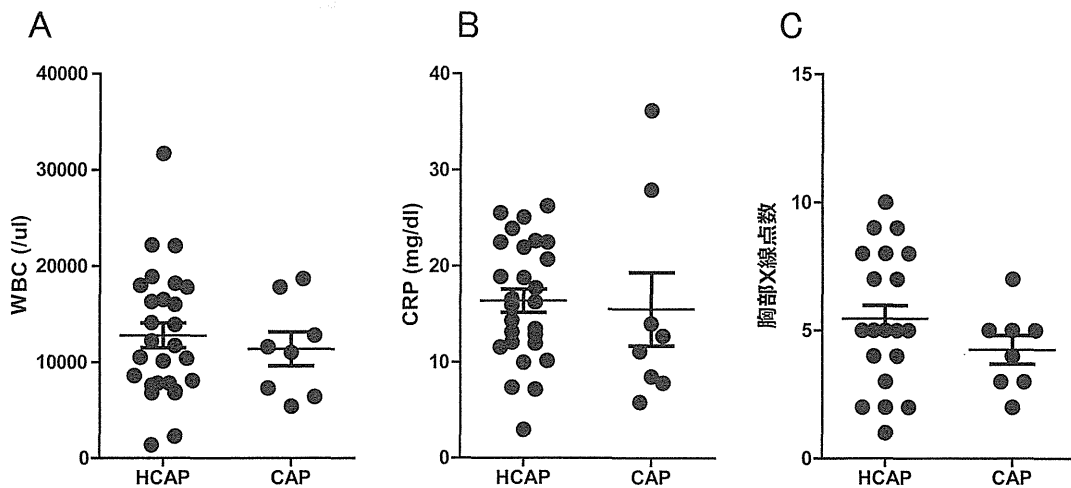 A
WBC (/ul)
40000
30000
20000
10000
0
HCAP
CAP
B
CRP (mg/dl)
40
30
20
10
0
HCAP
CAP
C
胸部X線点数
15
10
5
0
HCAP
CAP